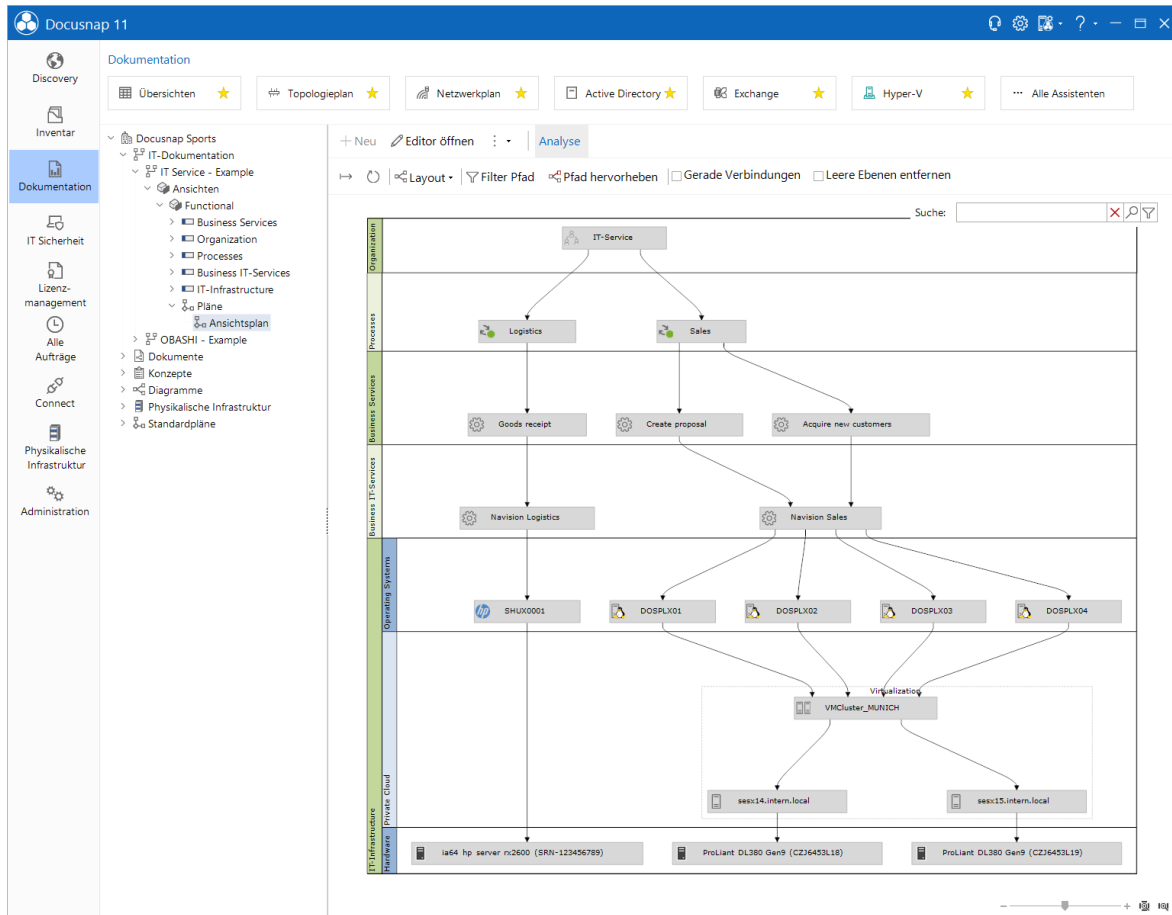 Docusnap 11
?
Discovery
Inventar
Dokumentation
IT Sicherheit
Lizenz-
management
Alle
Aufträge
Connect
Physikalische
Infrastruktur
Administration
Dokumentation
Übersichten
Topologieplan
Netzwerkplan
Active Directory
Exchange
Hyper-V
Alle Assistenten
Docusnap Sports
IT-Dokumentation
IT Service - Example
Ansichten
Functional
Business Services
Organization
Processes
Business IT-Services
IT-Infrastructure
Pläne
Ansichtsplan
OBASHI - Example
Dokumente
Konzepte
Diagramme
Physikalische Infrastruktur
Standardpläne
Neu
Editor öffnen
Analyse
Layout
Filter Pfad
Pfad hervorheben
Gerade Verbindungen
Leere Ebenen entfernen
Suche:
Organization
IT-Service
Processes
Logistics
Sales
Business Services
Goods receipt
Create proposal
Acquire new customers
Business IT-Services
Navision Logistics
Navision Sales
IT-Infrastructure
Operating Systems
hp
SHUX0001
DOSPLX01
DOSPLX02
DOSPLX03
DOSPLX04
Private Cloud
Virtualization
VMCluster_MUNICH
sesx14.intern.local
sesx15.intern.local
Hardware
ia64 hp server rx2600 (SRN-123456789)
ProLiant DL380 Gen9 (CZJ6453L18)
ProLiant DL380 Gen9 (CZJ6453L19)